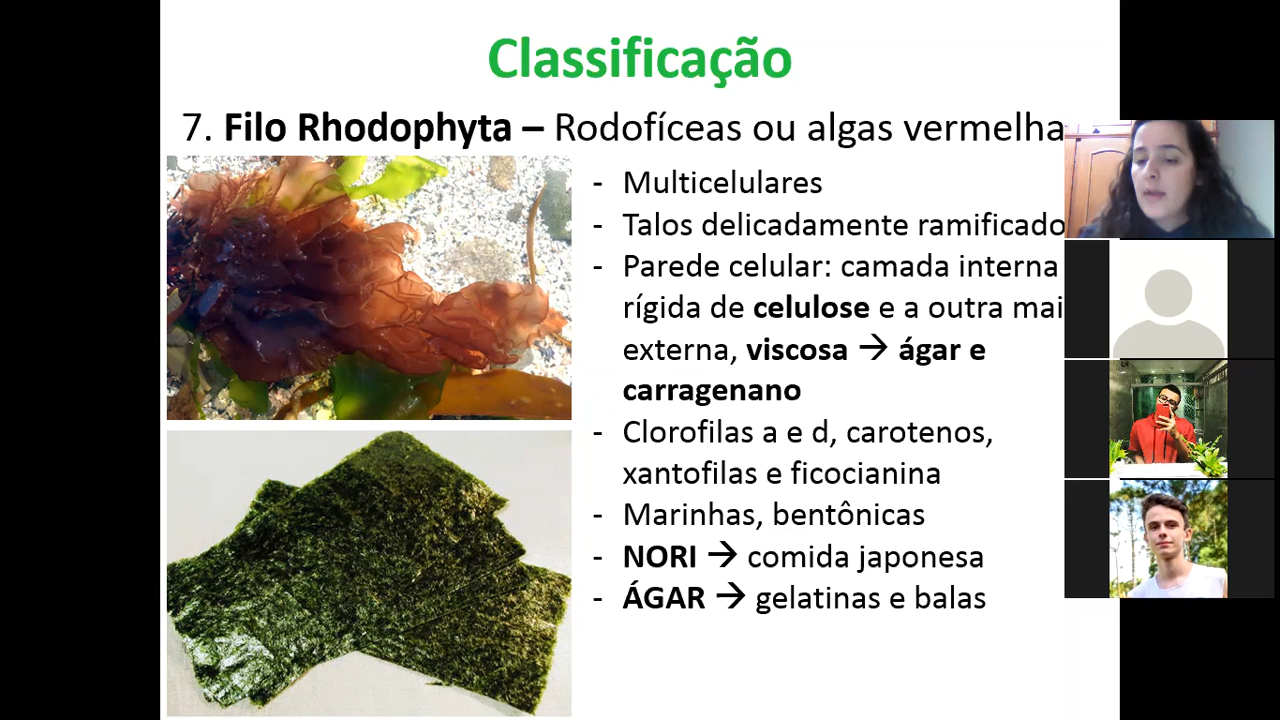 Classificação
7. Filo Rhodophyta – Rodofíceas ou algas vermelha
- Multicelulares
- Talos delicadamente ramificado
- Parede celular: camada interna
rígida de celulose e a outra mai
externa, viscosa → ágar e
carragenano
- Clorofilas a e d, carotenos,
xantofilas e ficocianina
- Marinhas, bentônicas
- NORI → comida japonesa
- ÁGAR → gelatinas e balas